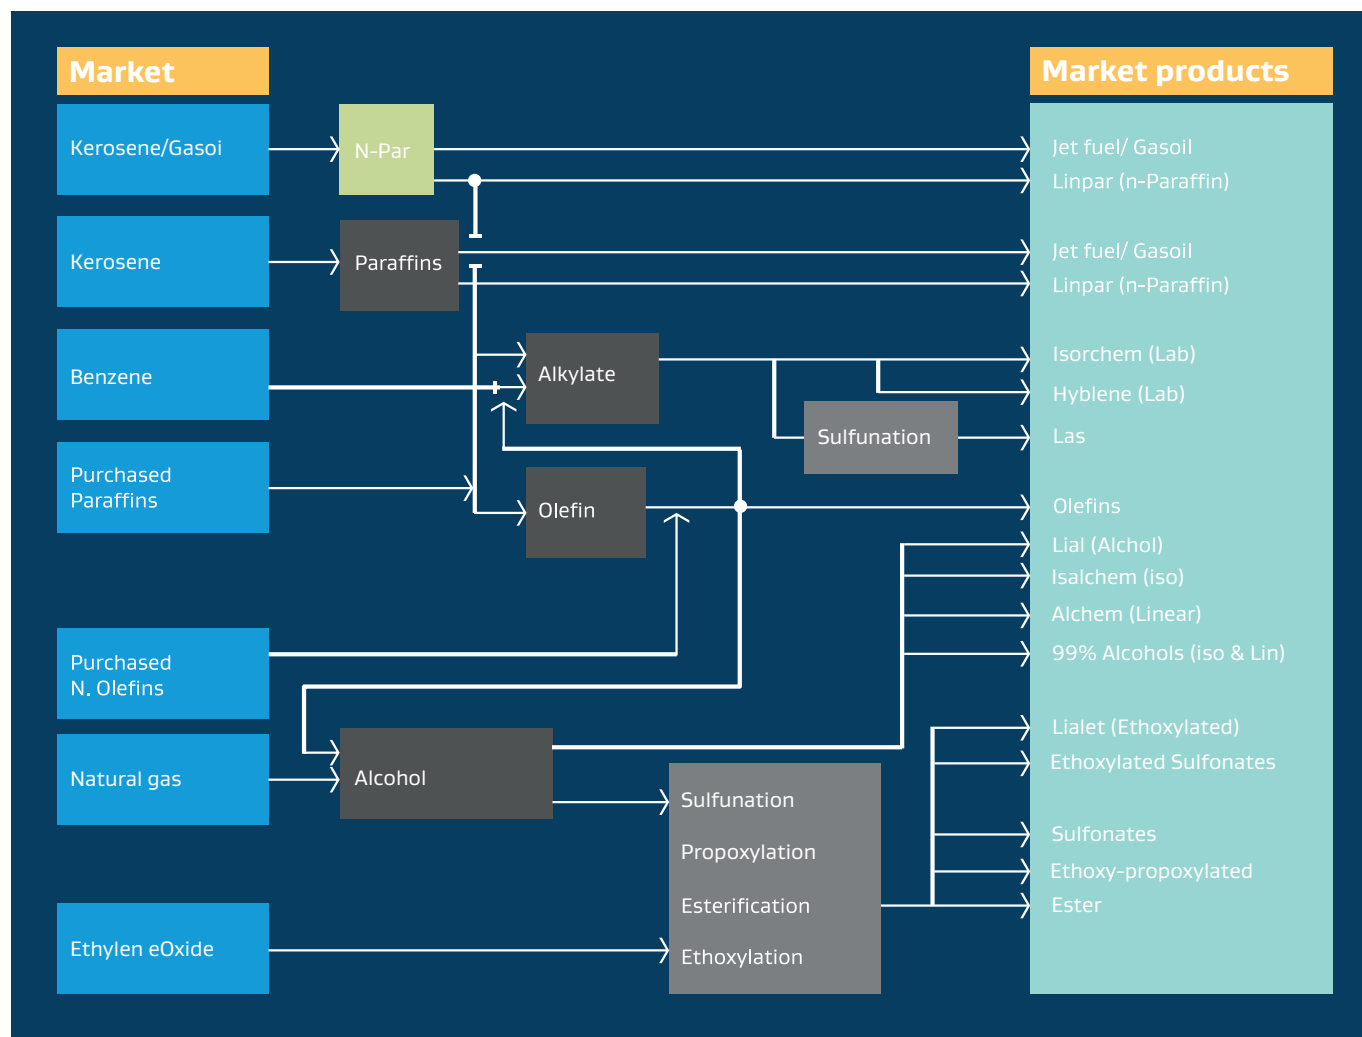 Market
Market products
Kerosene/Gasoi
N-Par
Jet fuel/ Gasoil
Linpar (n-Paraffin)
Kerosene
Paraffins
Jet fuel/ Gasoil
Linpar (n-Paraffin)
Benzene
Alkylate
Isorchem (Lab)
Hyblene (Lab)
Sulfunation
Las
Purchased
Paraffins
Olefin
Olefins
Lial (Alchol)
Isalchem (iso)
Alchem (Linear)
99% Alcohols (iso & Lin)
Purchased
N. Olefins
Natural gas
Alcohol
Lialet (Ethoxylated)
Ethoxylated Sulfonates
Sulfunation
Propoxylation
Esterification
Ethoxylation
Sulfonates
Ethoxy-propoxylated
Ester
Ethylen eOxide